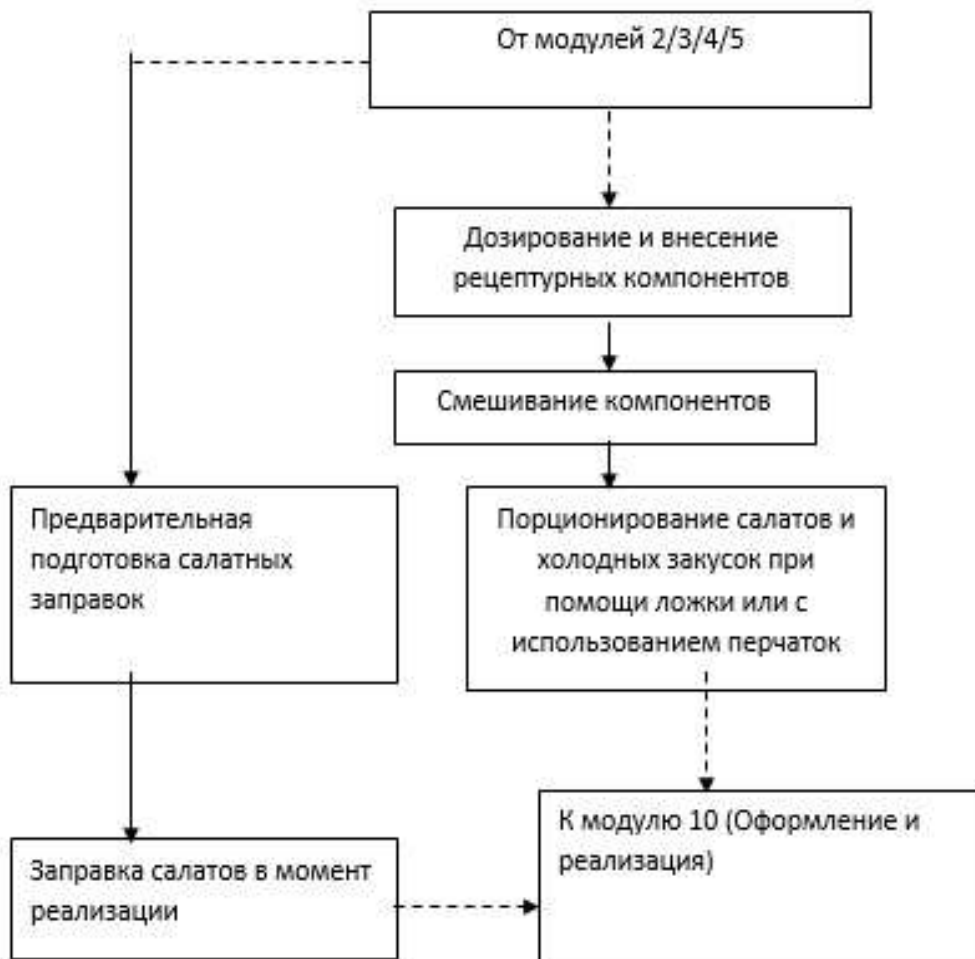 От модулей 2/3/4/5
Дозирование и внесение
рецептурных компонентов
Смешивание компонентов
Предварительная
подготовка салатных
заправок
Порционирование салатов и
холодных закусок при
помощи ложки или с
использованием перчаток
Заправка салатов в момент
реализации
К модулю 10 (Оформление и
реализация)